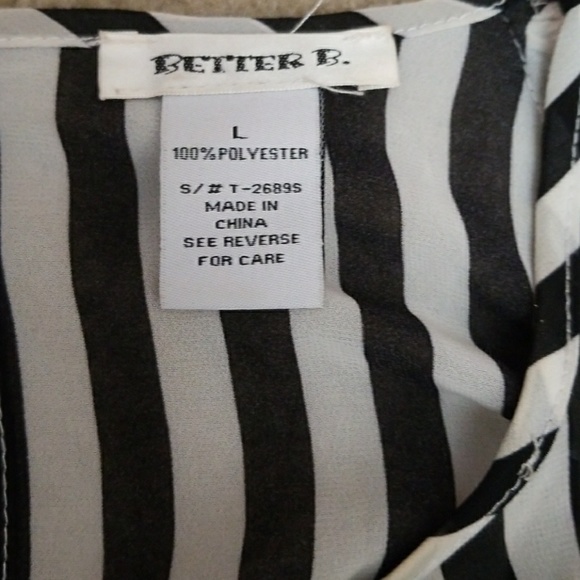 BETTER B.
L
100%POLYESTER
S/# T-2689S
MADE IN
CHINA
SEE REVERSE
FOR CARE